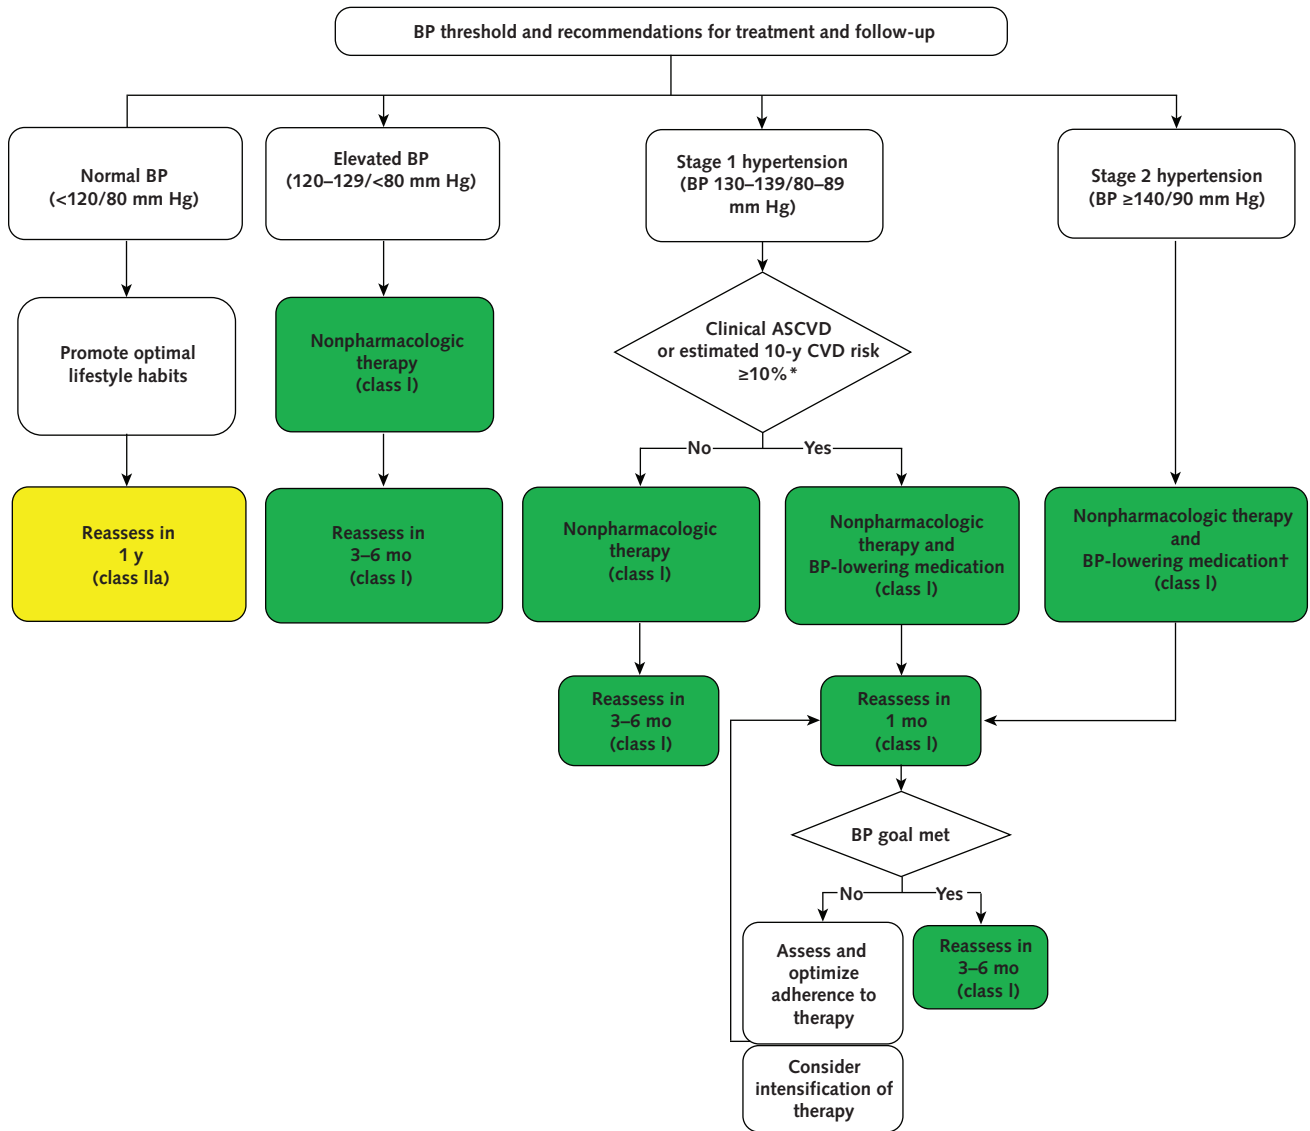 BP threshold and recommendations for treatment and follow-up
Normal BP
(<120/80 mm Hg)
Elevated BP
(120–129/<80 mm Hg)
Stage 1 hypertension
(BP 130–139/80–89
mm Hg)
Stage 2 hypertension
(BP ≥140/90 mm Hg)
Promote optimal
lifestyle habits
Nonpharmacologic
therapy
(class I)
Clinical ASCVD
or estimated 10-y CVD risk
≥10%*
No
Yes
Reassess in
1 y
(class IIa)
Reassess in
3–6 mo
(class I)
Nonpharmacologic
therapy
(class I)
Nonpharmacologic
therapy and
BP-lowering medication
(class I)
Nonpharmacologic therapy
and
BP-lowering medication†
(class I)
Reassess in
3–6 mo
(class I)
Reassess in
1 mo
(class I)
BP goal met
No
Yes
Assess and
optimize
adherence to
therapy
Reassess in
3–6 mo
(class I)
Consider
intensification of
therapy